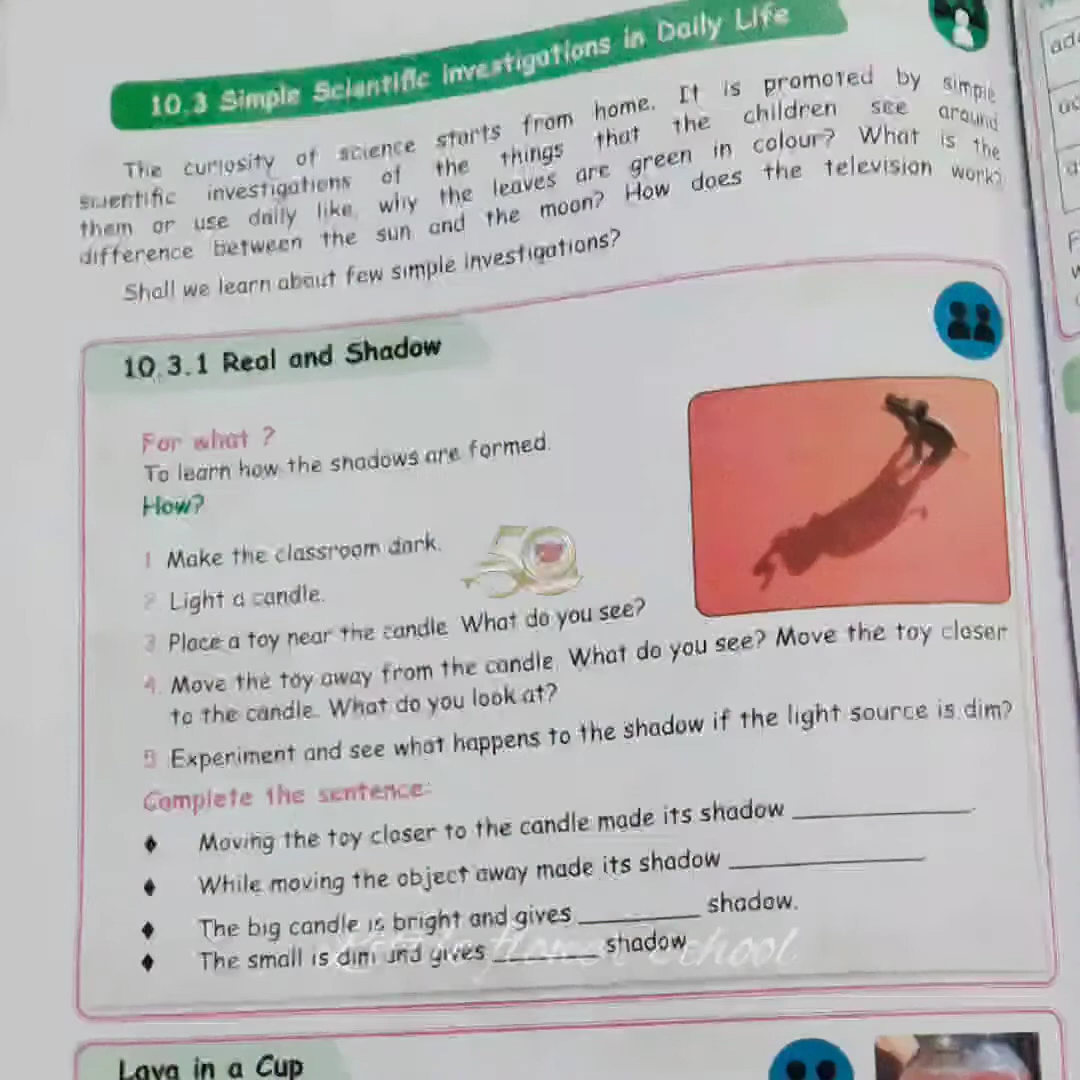 10.3 Simple Scientific Investigations in Daily Life
The curiosity of science starts from home. It is promoted by simple
scientific investigations of the things that the children see around
them or use daily like, why the leaves are green in colour? What is the
difference between the sun and the moon? How does the television work?
Shall we learn about few simple investigations?
10.3.1 Real and Shadow
For what ?
To learn how the shadows are formed.
How?
1 Make the classroom dark.
2 Light a candle.
3 Place a toy near the candle. What do you see?
4. Move the toy away from the candle. What do you see? Move the toy closer
to the candle. What do you look at?
5 Experiment and see what happens to the shadow if the light source is dim?
Complete the sentence:
♦ Moving the toy closer to the candle made its shadow ________.
♦ While moving the object away made its shadow ________
♦ The big candle is bright and gives ________ shadow.
♦ The small is dim and gives ________ shadow
50
flower School
Lava in a Cup